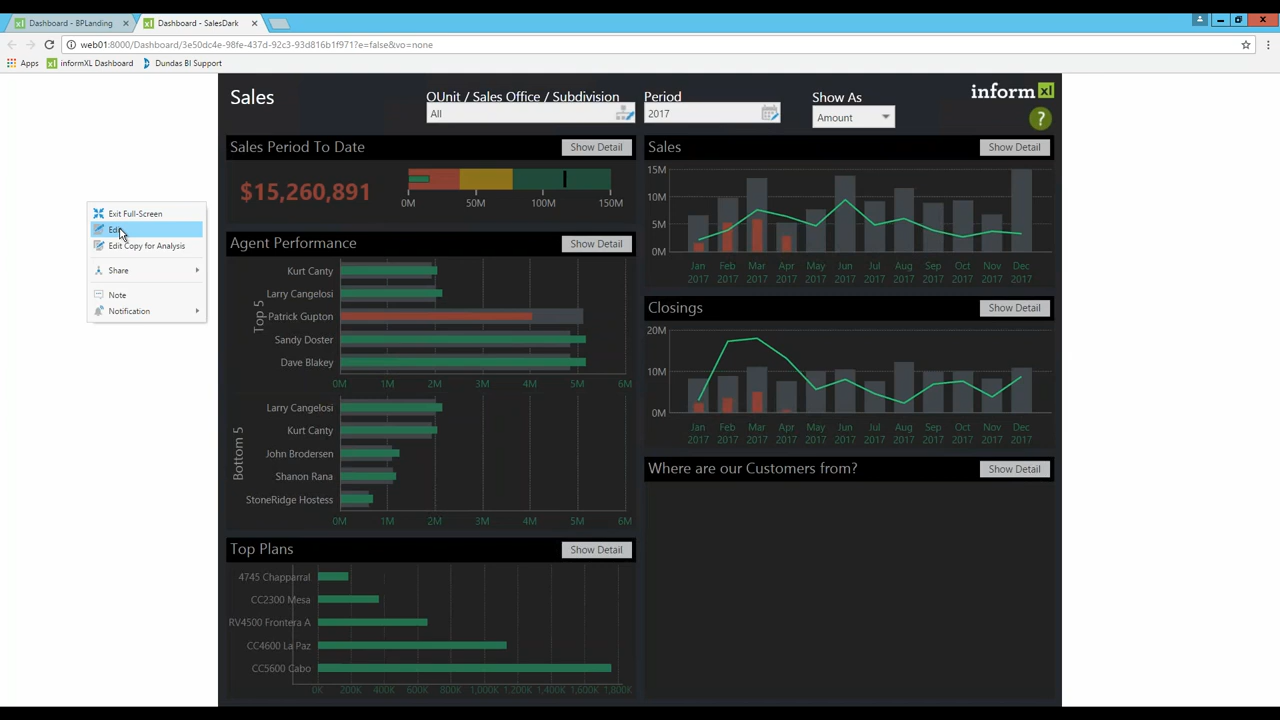 Dashboard - BPLanding
Dashboard - SalesDark
web01:8000/Dashboard/3e50dc4e-98fe-437d-92c3-93d816b1f971?e=false&vo=none
Apps
informXL Dashboard
Dundas BI Support
Sales
OUnit / Sales Office / Subdivision
All
Period
2017
Show As
Amount
inform xl
?
Sales Period To Date
Show Detail
$15,260,891
0M 50M 100M 150M
Agent Performance
Show Detail
Top 5
Kurt Canty
Larry Cangelosi
Patrick Gupton
Sandy Doster
Dave Blakey
0M 1M 2M 3M 4M 5M 6M
Bottom 5
Larry Cangelosi
Kurt Canty
John Brodersen
Shanon Rana
StoneRidge Hostess
0M 1M 2M 3M 4M 5M 6M
Top Plans
Show Detail
4745 Chapparral
CC2300 Mesa
RV4500 Frontera A
CC4600 La Paz
CC5600 Cabo
0K 200K 400K 600K 800K 1,000K 1,200K 1,400K 1,600K 1,800K
Sales
Show Detail
15M
10M
5M
0M
Jan Feb Mar Apr May Jun Jul Aug Sep Oct Nov Dec
2017 2017 2017 2017 2017 2017 2017 2017 2017 2017 2017 2017
Closings
Show Detail
20M
10M
0M
Jan Feb Mar Apr May Jun Jul Aug Sep Oct Nov Dec
2017 2017 2017 2017 2017 2017 2017 2017 2017 2017 2017 2017
Where are our Customers from?
Show Detail
Exit Full-Screen
Edit
Edit Copy for Analysis
Share
Note
Notification